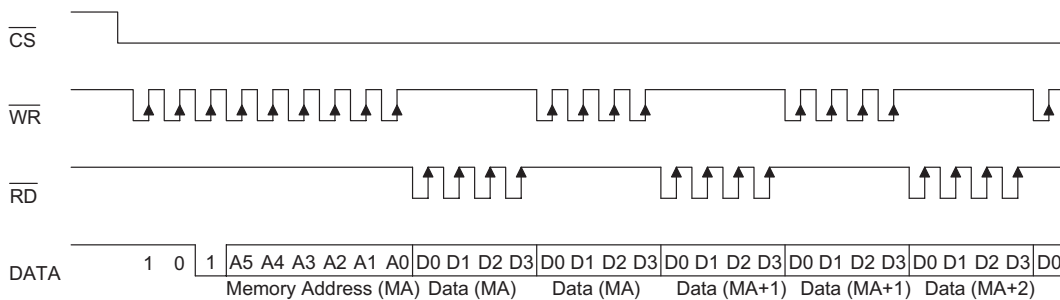 CS
WR
RD
DATA 1 0 1 A5 A4 A3 A2 A1 A0 D0 D1 D2 D3 D0 D1 D2 D3 D0 D1 D2 D3 D0 D1 D2 D3 D0 D1 D2 D3 D0
Memory Address (MA) Data (MA) Data (MA) Data (MA+1) Data (MA+1) Data (MA+2)